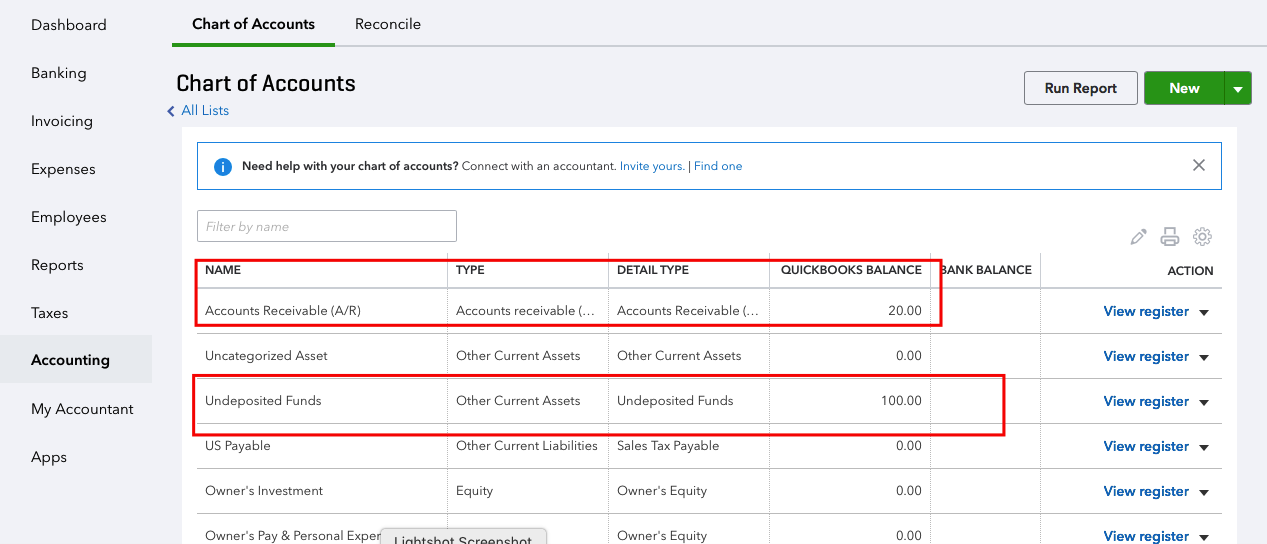 Dashboard
Banking
Invoicing
Expenses
Employees
Reports
Taxes
Accounting
My Accountant
Apps
Chart of Accounts Reconcile
Chart of Accounts
All Lists
Run Report New
Need help with your chart of accounts? Connect with an accountant. Invite yours. | Find one
Filter by name
NAME TYPE DETAIL TYPE QUICKBOOKS BALANCE BANK BALANCE ACTION
Accounts Receivable (A/R) Accounts receivable (... Accounts Receivable (... 20.00 View register
Uncategorized Asset Other Current Assets Other Current Assets 0.00 View register
Undeposited Funds Other Current Assets Undeposited Funds 100.00 View register
US Payable Other Current Liabilities Sales Tax Payable 0.00 View register
Owner's Investment Equity Owner's Equity 0.00 View register
Owner's Pay & Personal Exper Owner's Equity 0.00 View register
Lightshot Screenshot